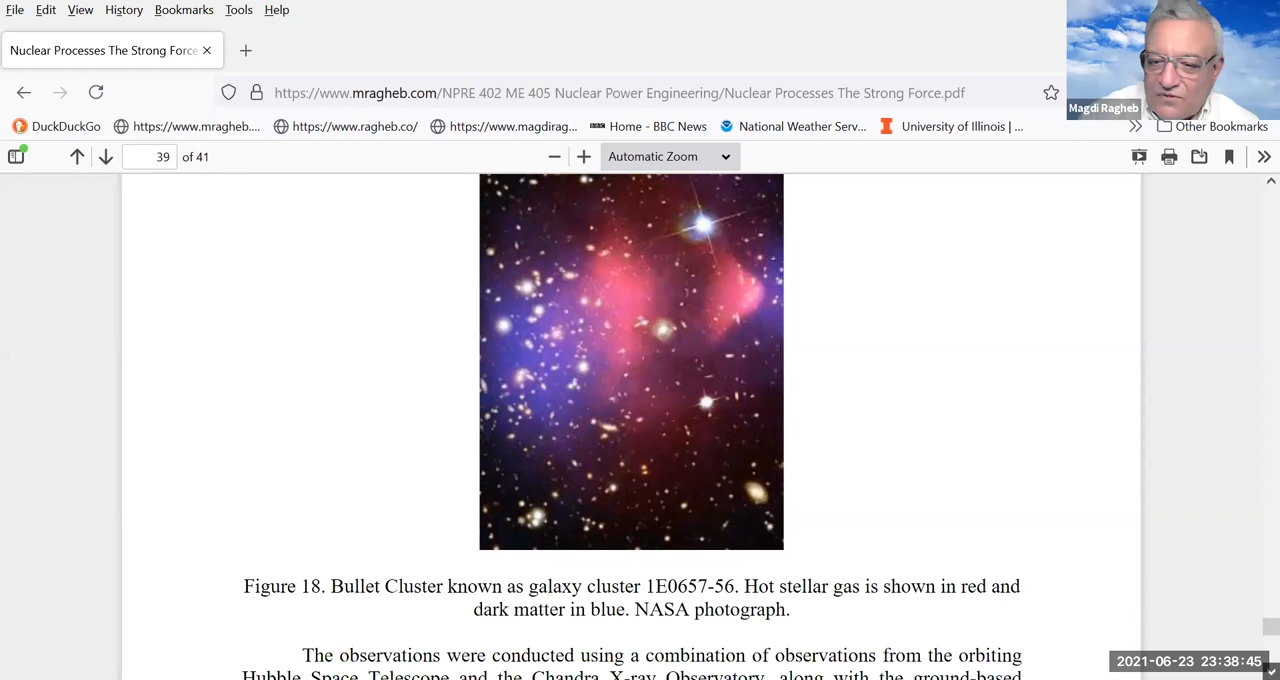 File Edit View History Bookmarks Tools Help
Nuclear Processes The Strong Force
https://www.mragheb.com/NPRE 402 ME 405 Nuclear Power Engineering/Nuclear Processes The Strong Force.pdf
Magdi Ragheb
DuckDuckGo https://www.mragheb.... https://www.ragheb.co/ https://www.magdirag... BBC Home - BBC News National Weather Serv... University of Illinois | ... Other Bookmarks
39 of 41 Automatic Zoom
Figure 18. Bullet Cluster known as galaxy cluster 1E0657-56. Hot stellar gas is shown in red and
dark matter in blue. NASA photograph.
The observations were conducted using a combination of observations from the orbiting
Hubble Space Telescope and the Chandra X-ray Observatory, along with the ground-based
2021-06-23 23:38:45